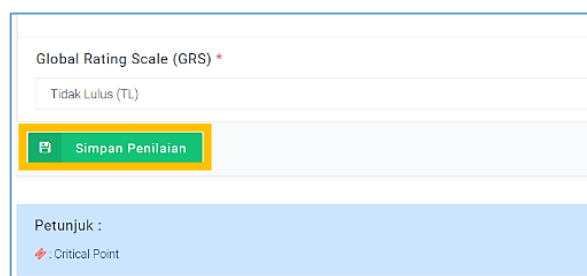 Global Rating Scale (GRS) *
Tidak Lulus (TL)
Simpan Penilaian
Petunjuk :
: Critical Point